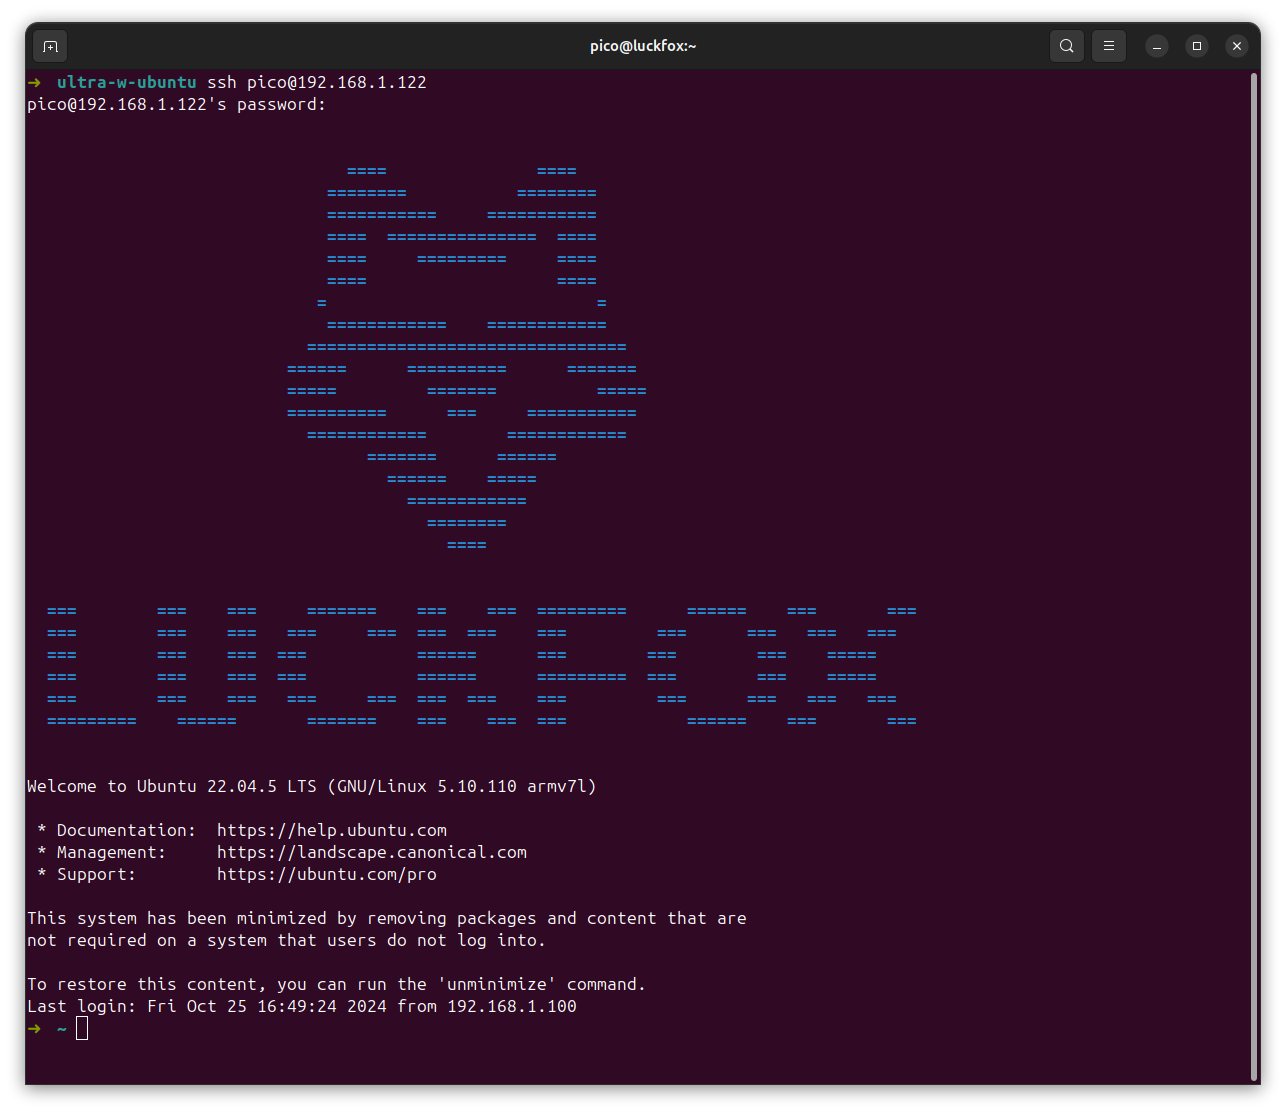 pico@luckfox:~
➜  ultra-w-ubuntu ssh pico@192.168.1.122
pico@192.168.1.122's password:
LUCKFOX
Welcome to Ubuntu 22.04.5 LTS (GNU/Linux 5.10.110 armv7l)
 * Documentation:  https://help.ubuntu.com
 * Management:     https://landscape.canonical.com
 * Support:        https://ubuntu.com/pro
This system has been minimized by removing packages and content that are
not required on a system that users do not log into.
To restore this content, you can run the 'unminimize' command.
Last login: Fri Oct 25 16:49:24 2024 from 192.168.1.100
➜  ~